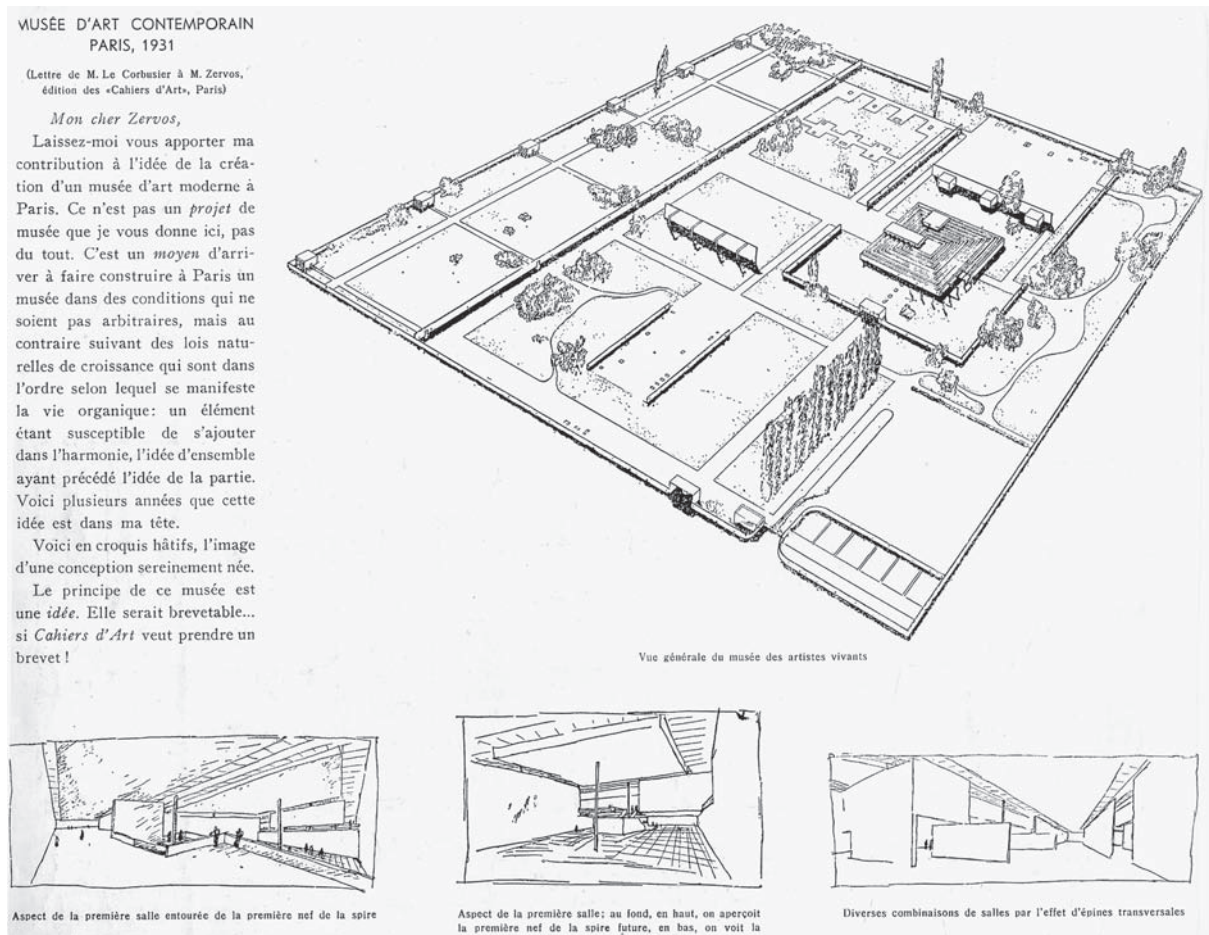 MUSÉE D'ART CONTEMPORAIN
PARIS, 1931
(Lettre de M. Le Corbusier à M. Zervos,
édition des «Cahiers d'Art», Paris)
Mon cher Zervos,
Laissez-moi vous apporter ma
contribution à l'idée de la créa-
tion d'un musée d'art moderne à
Paris. Ce n'est pas un projet de
musée que je vous donne ici, pas
du tout. C'est un moyen d'arri-
ver à faire construire à Paris un
musée dans des conditions qui ne
soient pas arbitraires, mais au
contraire suivant des lois natu-
relles de croissance qui sont dans
l'ordre selon lequel se manifeste
la vie organique: un élément
étant susceptible de s'ajouter
dans l'harmonie, l'idée d'ensemble
ayant précédé l'idée de la partie.
Voici plusieurs années que cette
idée est dans ma tête.
Voici en croquis hâtifs, l'image
d'une conception sereinement née.
Le principe de ce musée est
une idée. Elle serait brevetable...
si Cahiers d'Art veut prendre un
brevet !
Vue générale du musée des artistes vivants
Aspect de la première salle entourée de la première nef de la spire
Aspect de la première salle; au fond, en haut, on aperçoit
la première nef de la spire future, en bas, on voit la
Diverses combinaisons de salles par l'effet d'épines transversales